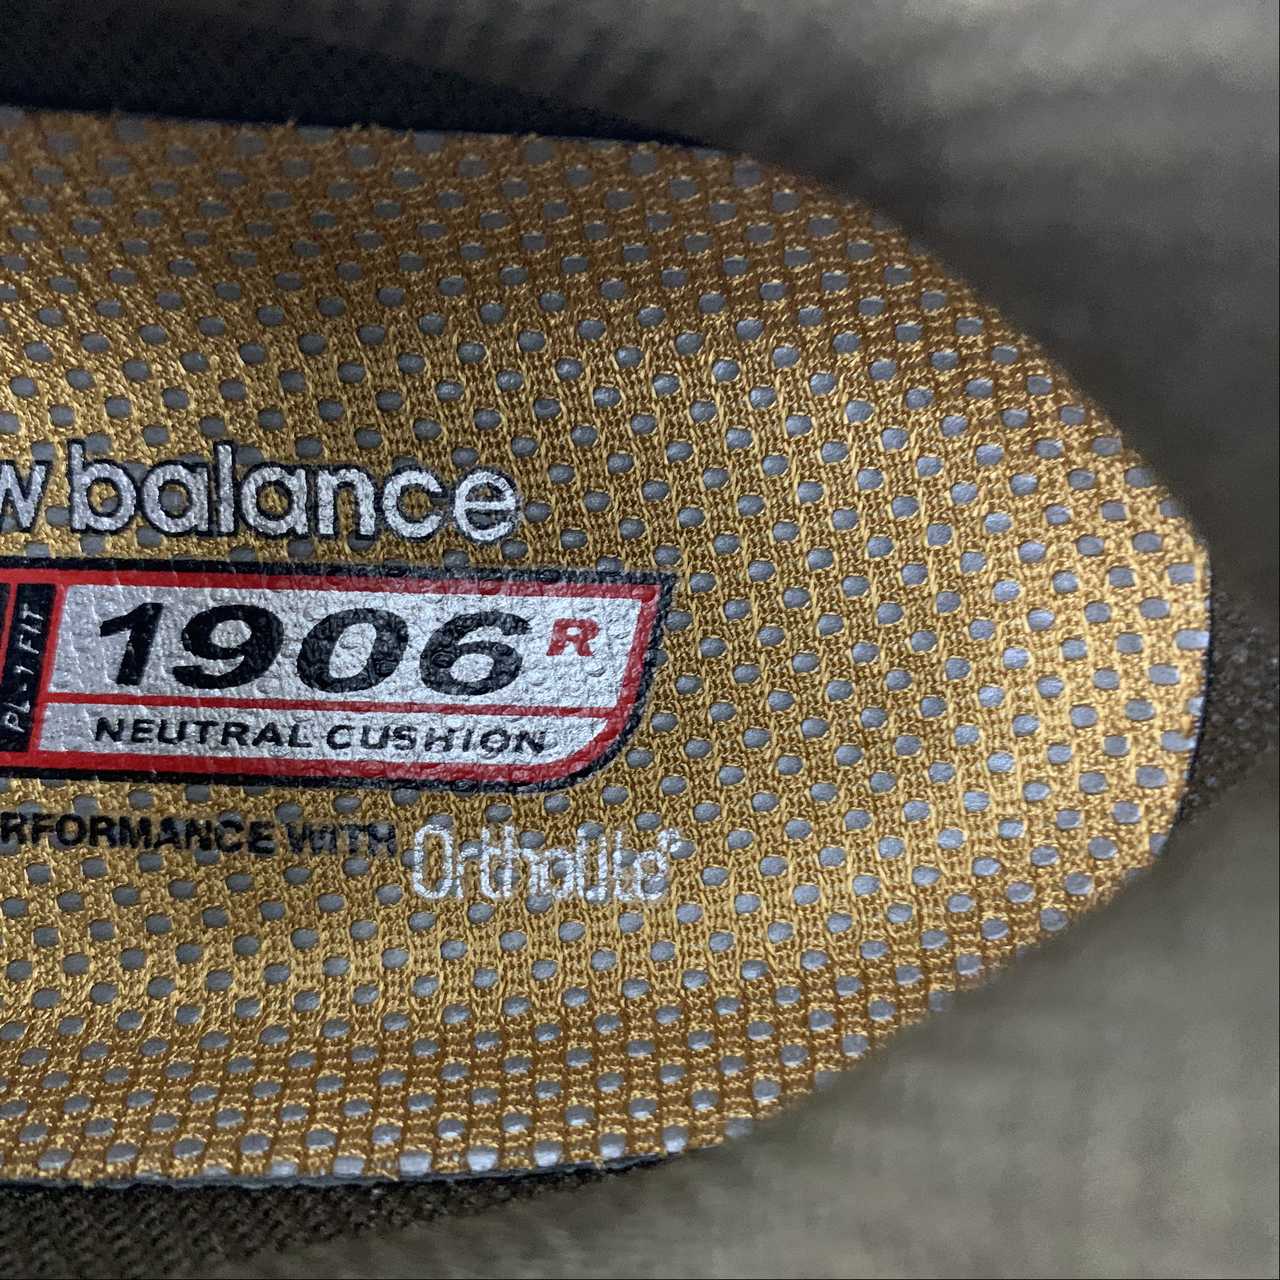 w balance
1906R
PL-1 FIT
NEUTRAL CUSHION
RFORMANCE WITH OrthoLite